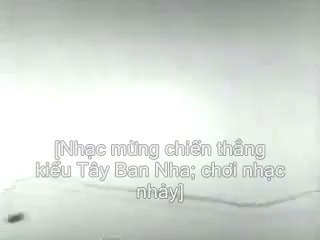 [Nhạc mừng chiến thắng
kiểu Tây Ban Nha; chơi nhạc
nhảy]